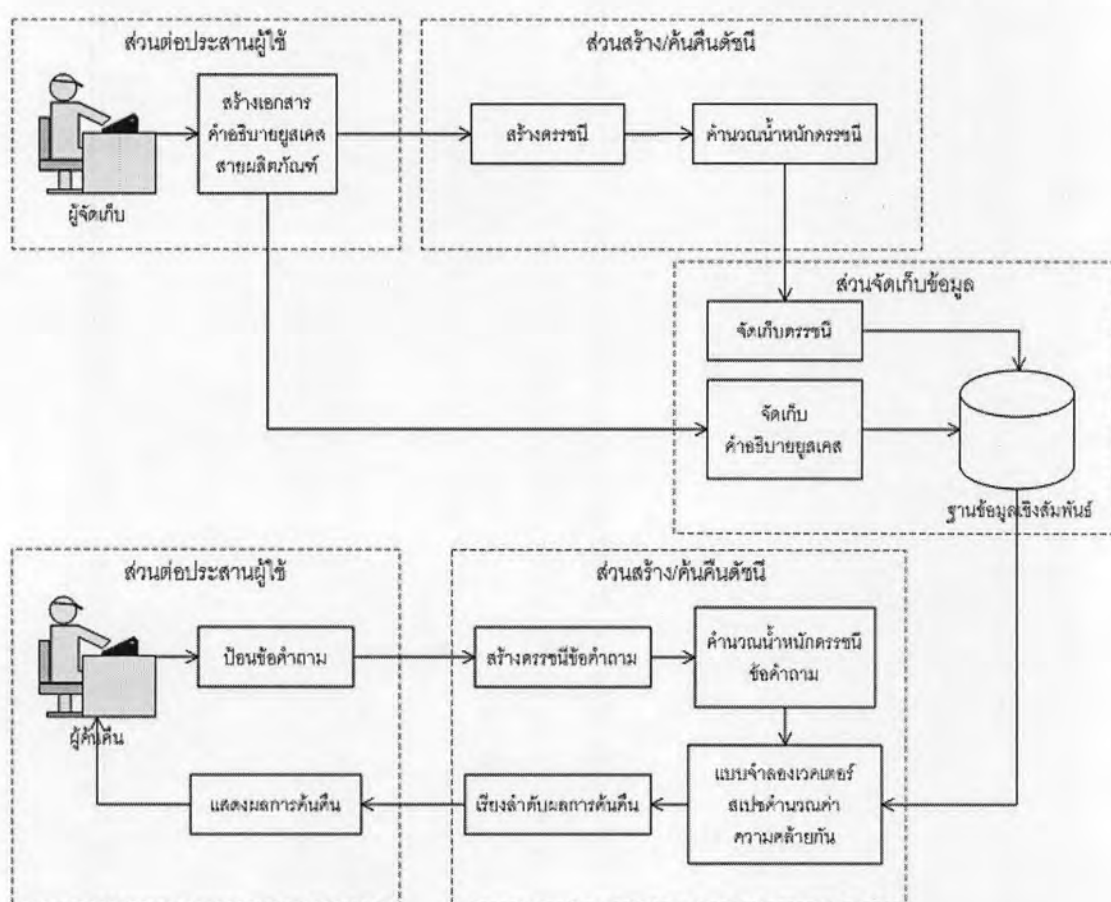 ส่วนต่อประสานผู้ใช้
ส่วนสร้าง/ค้นคืนดัชนี
สร้างเอกสาร
คำอธิบายยูสเคส
สายผลิตภัณฑ์
สร้างดรรชนี
คำนวณน้ำหนักดรรชนี
ผู้จัดเก็บ
ส่วนจัดเก็บข้อมูล
จัดเก็บดรรชนี
จัดเก็บ
คำอธิบายยูสเคส
ฐานข้อมูลเชิงสัมพันธ์
ส่วนต่อประสานผู้ใช้
ส่วนสร้าง/ค้นคืนดัชนี
ป้อนข้อคำถาม
สร้างดรรชนีข้อคำถาม
คำนวณน้ำหนักดรรชนี
ข้อคำถาม
ผู้ค้นคืน
แสดงผลการค้นคืน
เรียงลำดับผลการค้นคืน
แบบจำลองเวคเตอร์
สเปซคำนวณค่า
ความคล้ายกัน